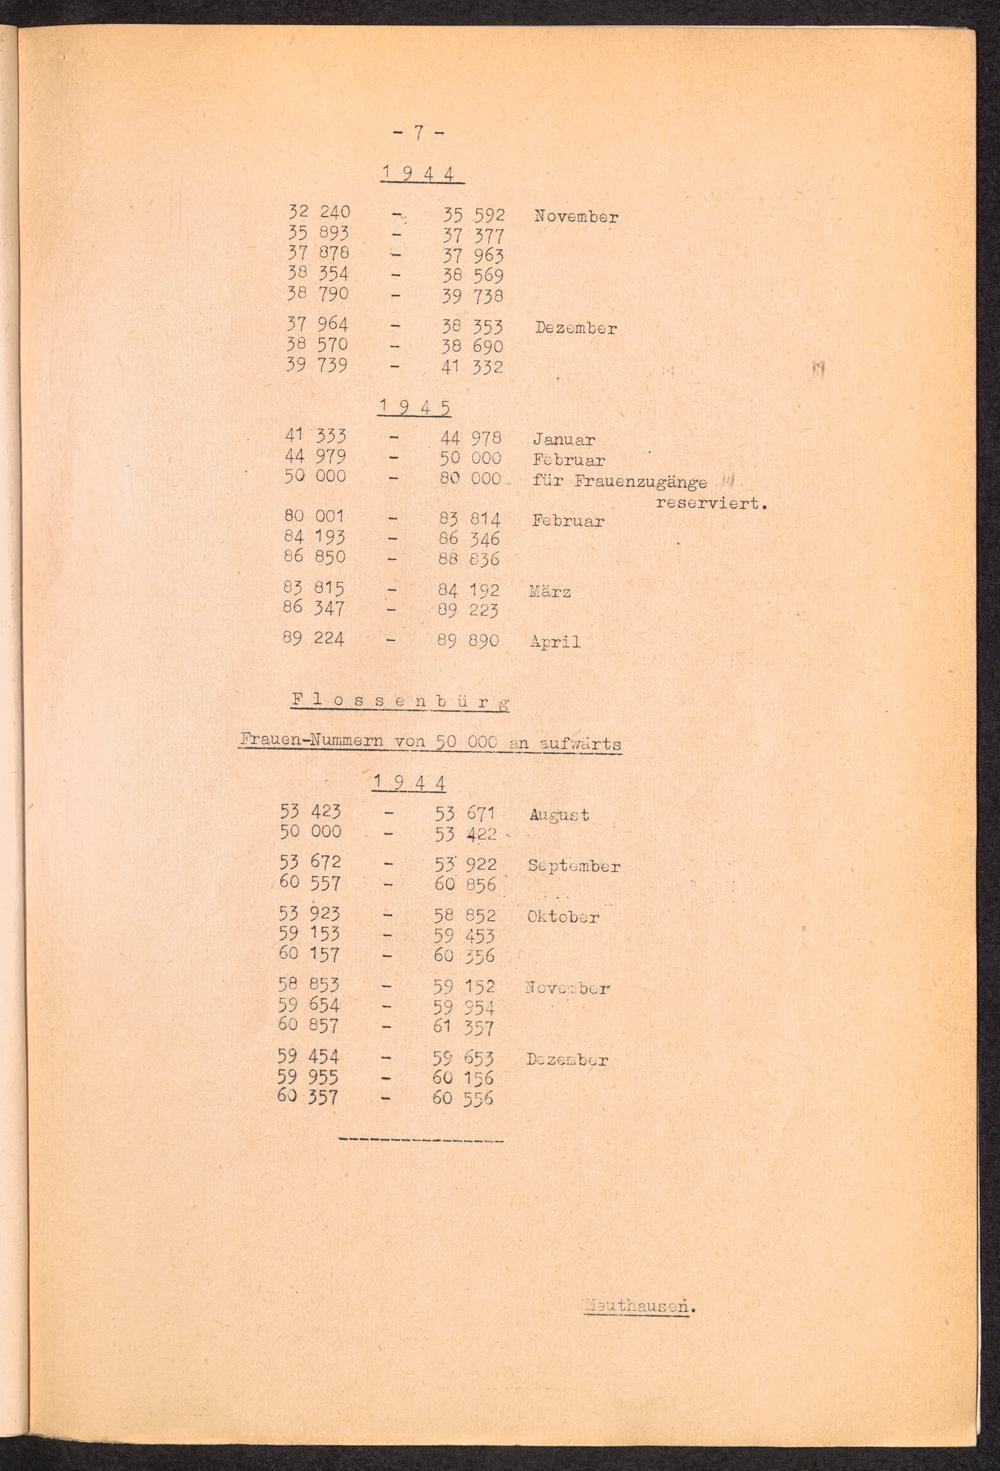 - 7 -
1 9 4 4
32 240 - 35 592 November
35 893 - 37 377
37 878 - 37 963
38 354 - 38 569
38 790 - 39 738
37 964 - 38 353 Dezember
38 570 - 38 690
39 739 - 41 332
1 9 4 5
41 333 - 44 978 Januar
44 979 - 50 000 Februar
50 000 - 80 000 für Frauenzugänge
reserviert.
80 001 - 83 814 Februar
84 193 - 86 346
86 850 - 88 836
83 815 - 84 192 März
86 347 - 89 223
89 224 - 89 890 April
F l o s s e n b ü r g
Frauen-Nummern von 50 000 an aufwärts
1 9 4 4
53 423 - 53 671 August
50 000 - 53 422
53 672 - 53 922 September
60 557 - 60 856
53 923 - 58 852 Oktober
59 153 - 59 453
60 157 - 60 356
58 853 - 59 152 November
59 654 - 59 954
60 857 - 61 357
59 454 - 59 653 Dezember
59 955 - 60 156
60 357 - 60 556
Mauthausen.